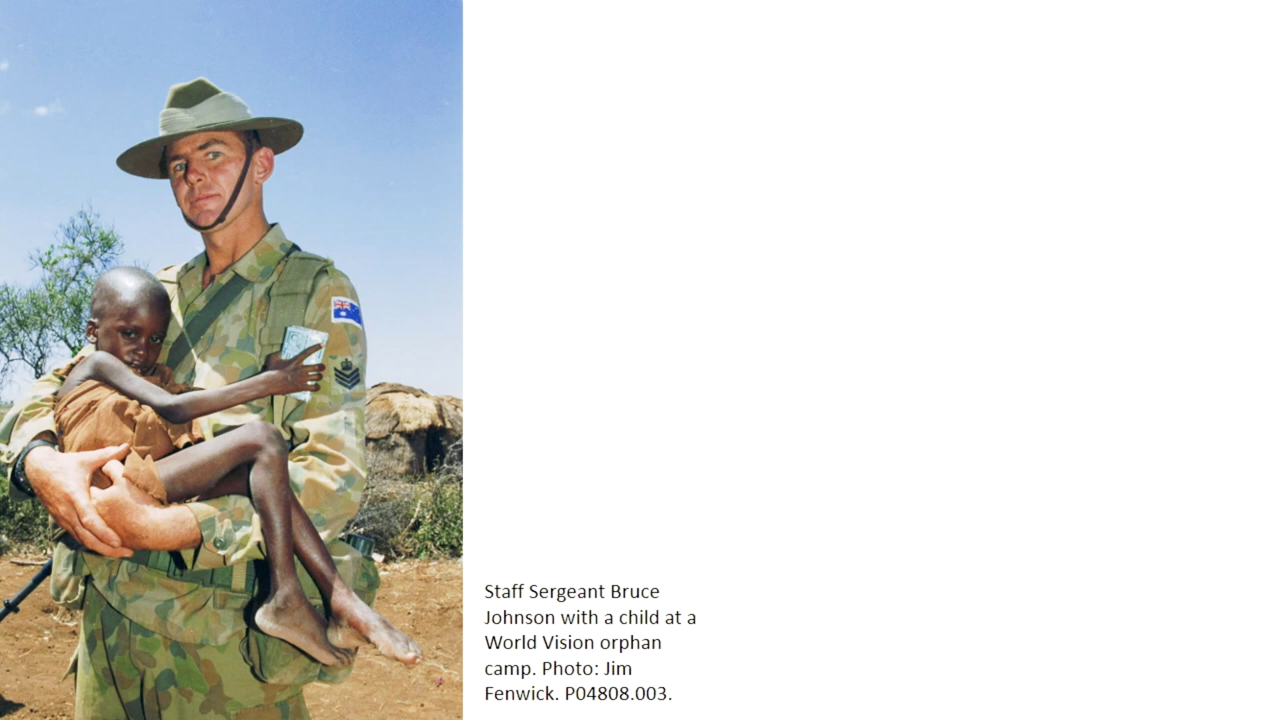 Staff Sergeant Bruce
Johnson with a child at a
World Vision orphan
camp. Photo: Jim
Fenwick. P04808.003.